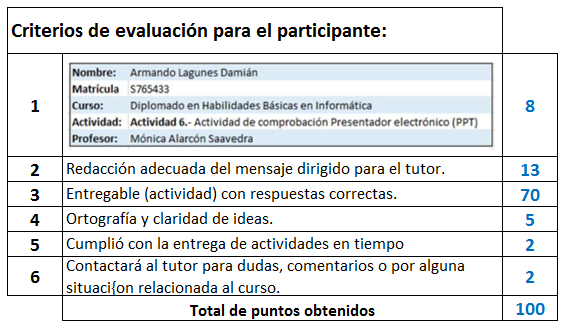 Criterios de evaluación para el participante:
1 Nombre: Armando Lagunes Damián 8
Matrícula S765433
Curso: Diplomado en Habilidades Básicas en Informática
Actividad: Actividad 6.- Actividad de comprobación Presentador electrónico (PPT)
Profesor: Mónica Alarcón Saavedra
2 Redacción adecuada del mensaje dirigido para el tutor. 13
3 Entregable (actividad) con respuestas correctas. 70
4 Ortografía y claridad de ideas. 5
5 Cumplió con la entrega de actividades en tiempo 2
6 Contactará al tutor para dudas, comentarios o por alguna 2
situaci{on relacionada al curso.
Total de puntos obtenidos 100